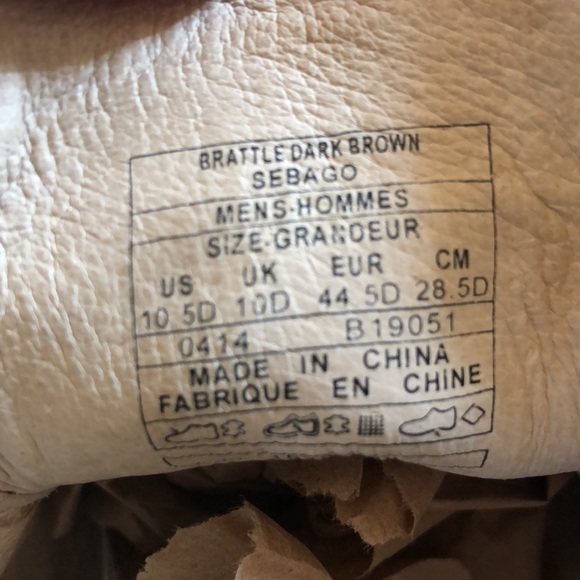 BRATTLE DARK BROWN
SEBAGO
MENS-HOMMES
SIZE-GRANDEUR
US UK EUR CM
10 5D 10D 44 5D 28.5D
0414 B19051
MADE IN CHINA
FABRIQUE EN CHINE